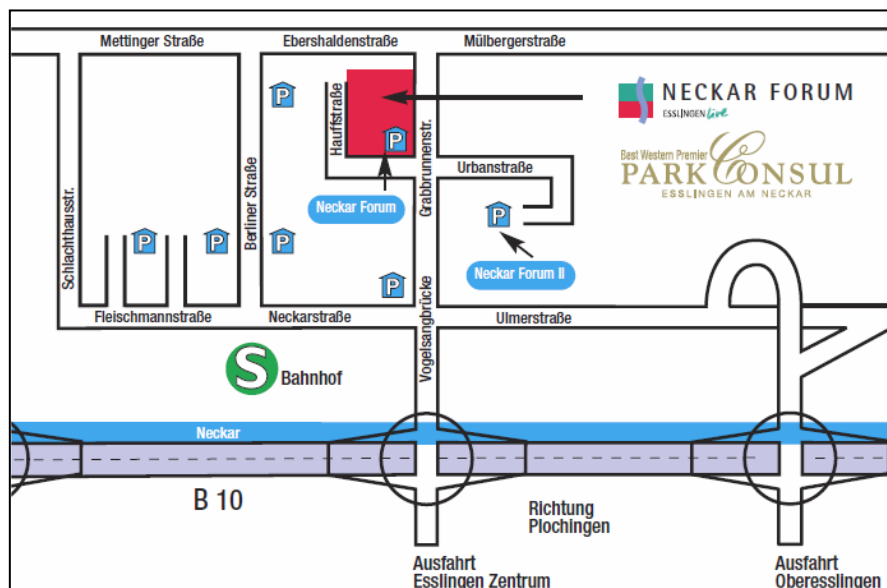 Mettinger Straße
Ebershaldenstraße
Mülbergerstraße
P
Hauffstraße
P
Grabbrunnenstr.
NECKAR FORUM
ESSLINGEN live
Best Western Premier
PARK CONSUL
ESSLINGEN AM NECKAR
Urbanstraße
Neckar Forum
Schlachthausstr.
Berliner Straße
P
P
P
P
Neckar Forum II
P
Fleischmannstraße
Neckarstraße
Vogelsangbrücke
Ulmerstraße
S
Bahnhof
Neckar
B 10
Richtung
Plochingen
Ausfahrt
Esslingen Zentrum
Ausfahrt
Oberesslingen